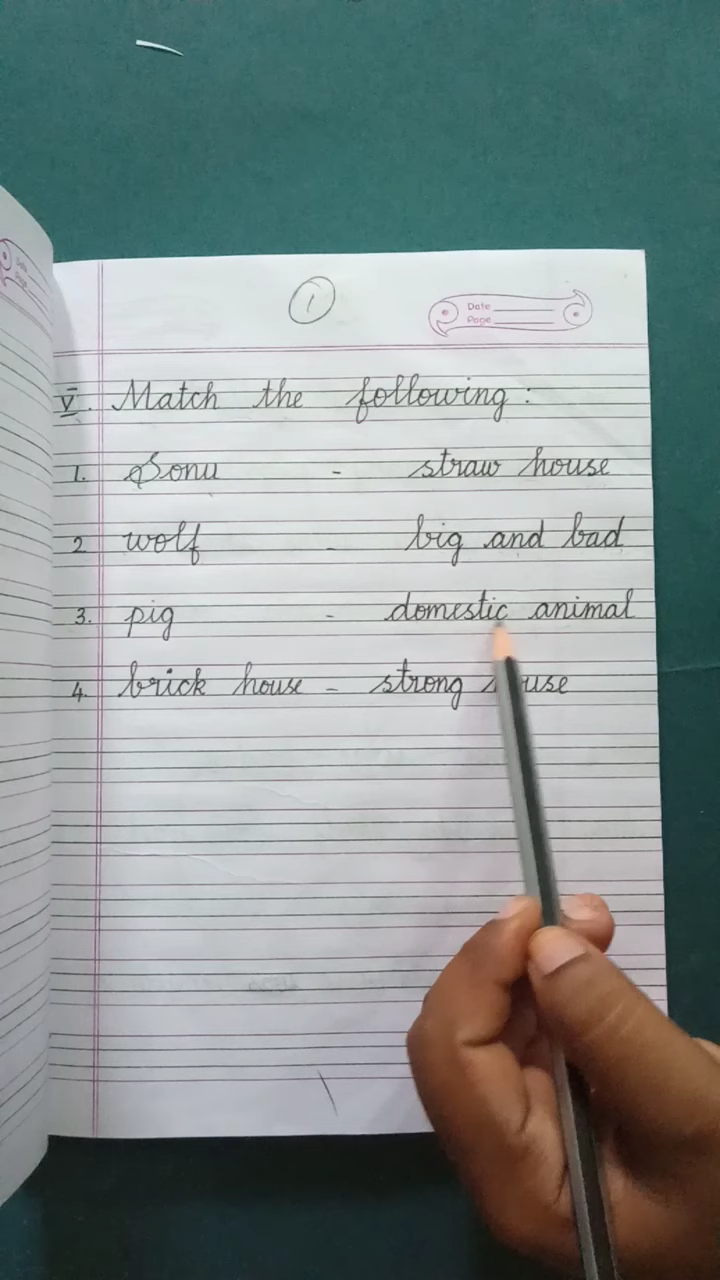 1
Date
Page
V. Match the following:
1. Sonu - straw house
2 wolf - big and bad
3. pig - domestic animal
4. brick house - strong